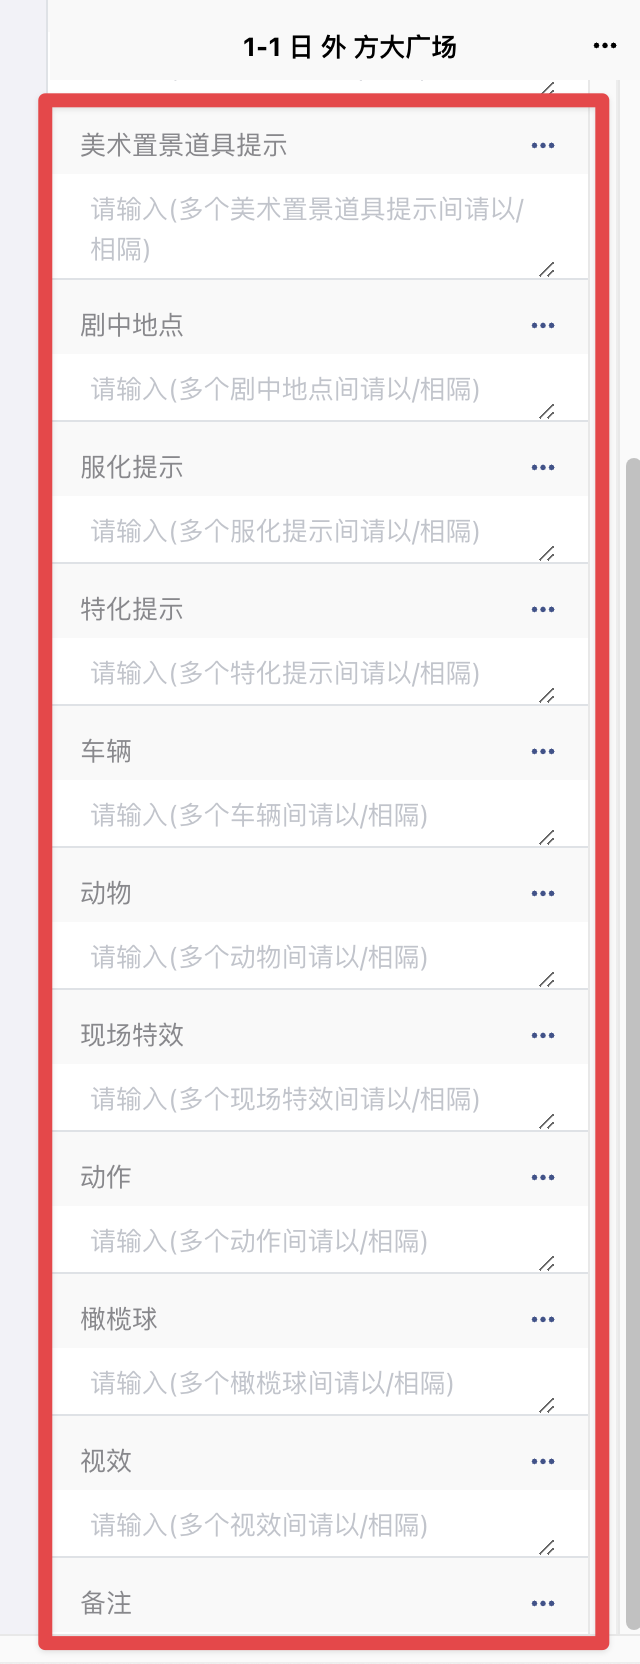 1-1 日 外 方大广场
美术置景道具提示
请输入(多个美术置景道具提示间请以/
相隔)
剧中地点
请输入(多个剧中地点间请以/相隔)
服化提示
请输入(多个服化提示间请以/相隔)
特化提示
请输入(多个特化提示间请以/相隔)
车辆
请输入(多个车辆间请以/相隔)
动物
请输入(多个动物间请以/相隔)
现场特效
请输入(多个现场特效间请以/相隔)
动作
请输入(多个动作间请以/相隔)
橄榄球
请输入(多个橄榄球间请以/相隔)
视效
请输入(多个视效间请以/相隔)
备注